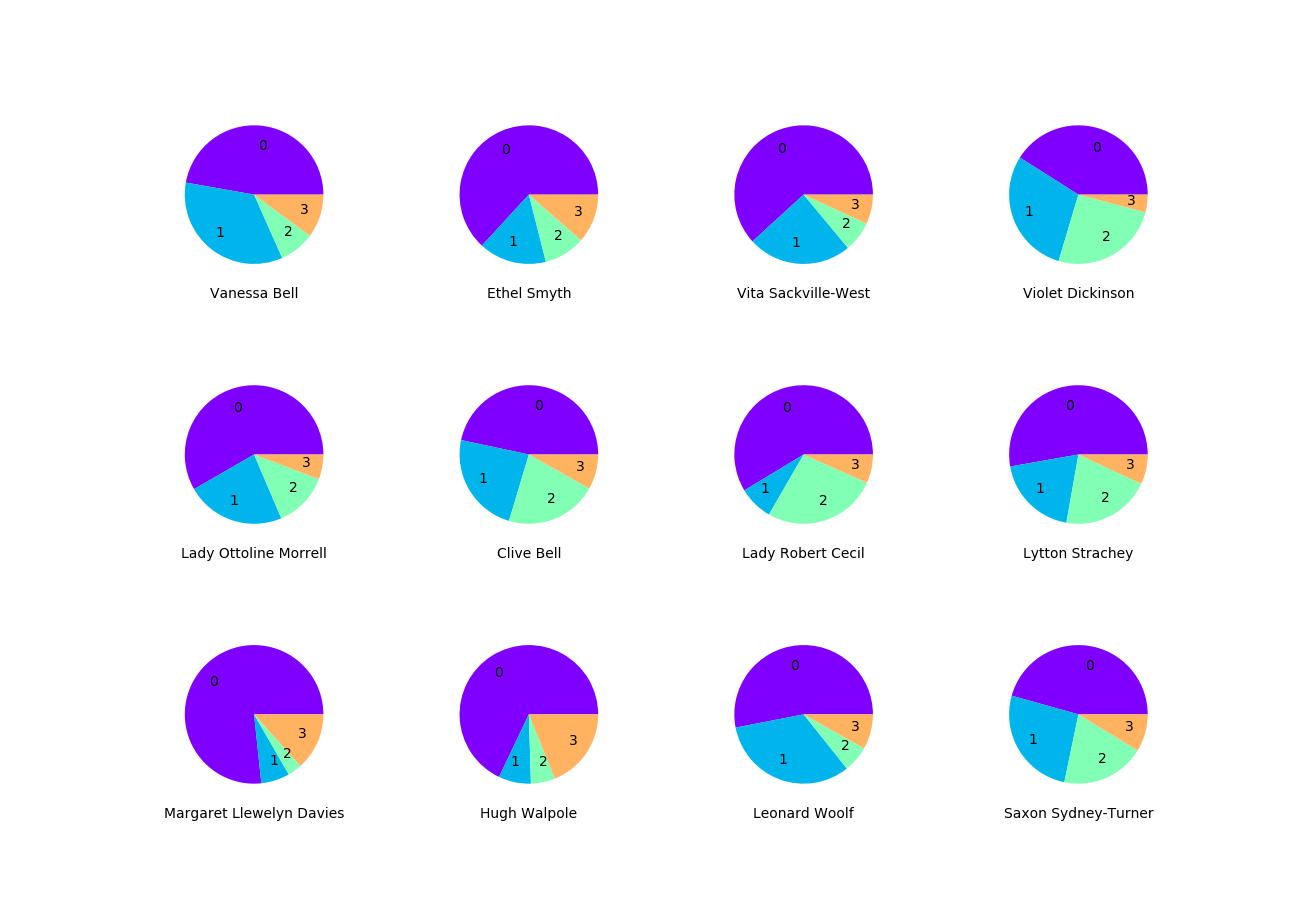 0 1 2 3
Vanessa Bell
0 1 2 3
Ethel Smyth
0 1 2 3
Vita Sackville-West
0 1 2 3
Violet Dickinson
0 1 2 3
Lady Ottoline Morrell
0 1 2 3
Clive Bell
0 1 2 3
Lady Robert Cecil
0 1 2 3
Lytton Strachey
0 1 2 3
Margaret Llewelyn Davies
0 1 2 3
Hugh Walpole
0 1 2 3
Leonard Woolf
0 1 2 3
Saxon Sydney-Turner